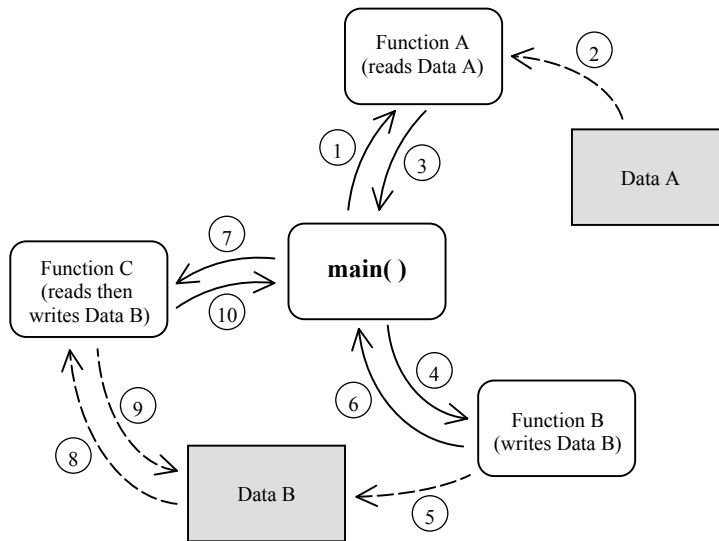 Function A
(reads Data A)
2
1
3
Data A
7
main( )
Function C
(reads then
writes Data B)
10
4
6
9
Function B
(writes Data B)
8
Data B
5